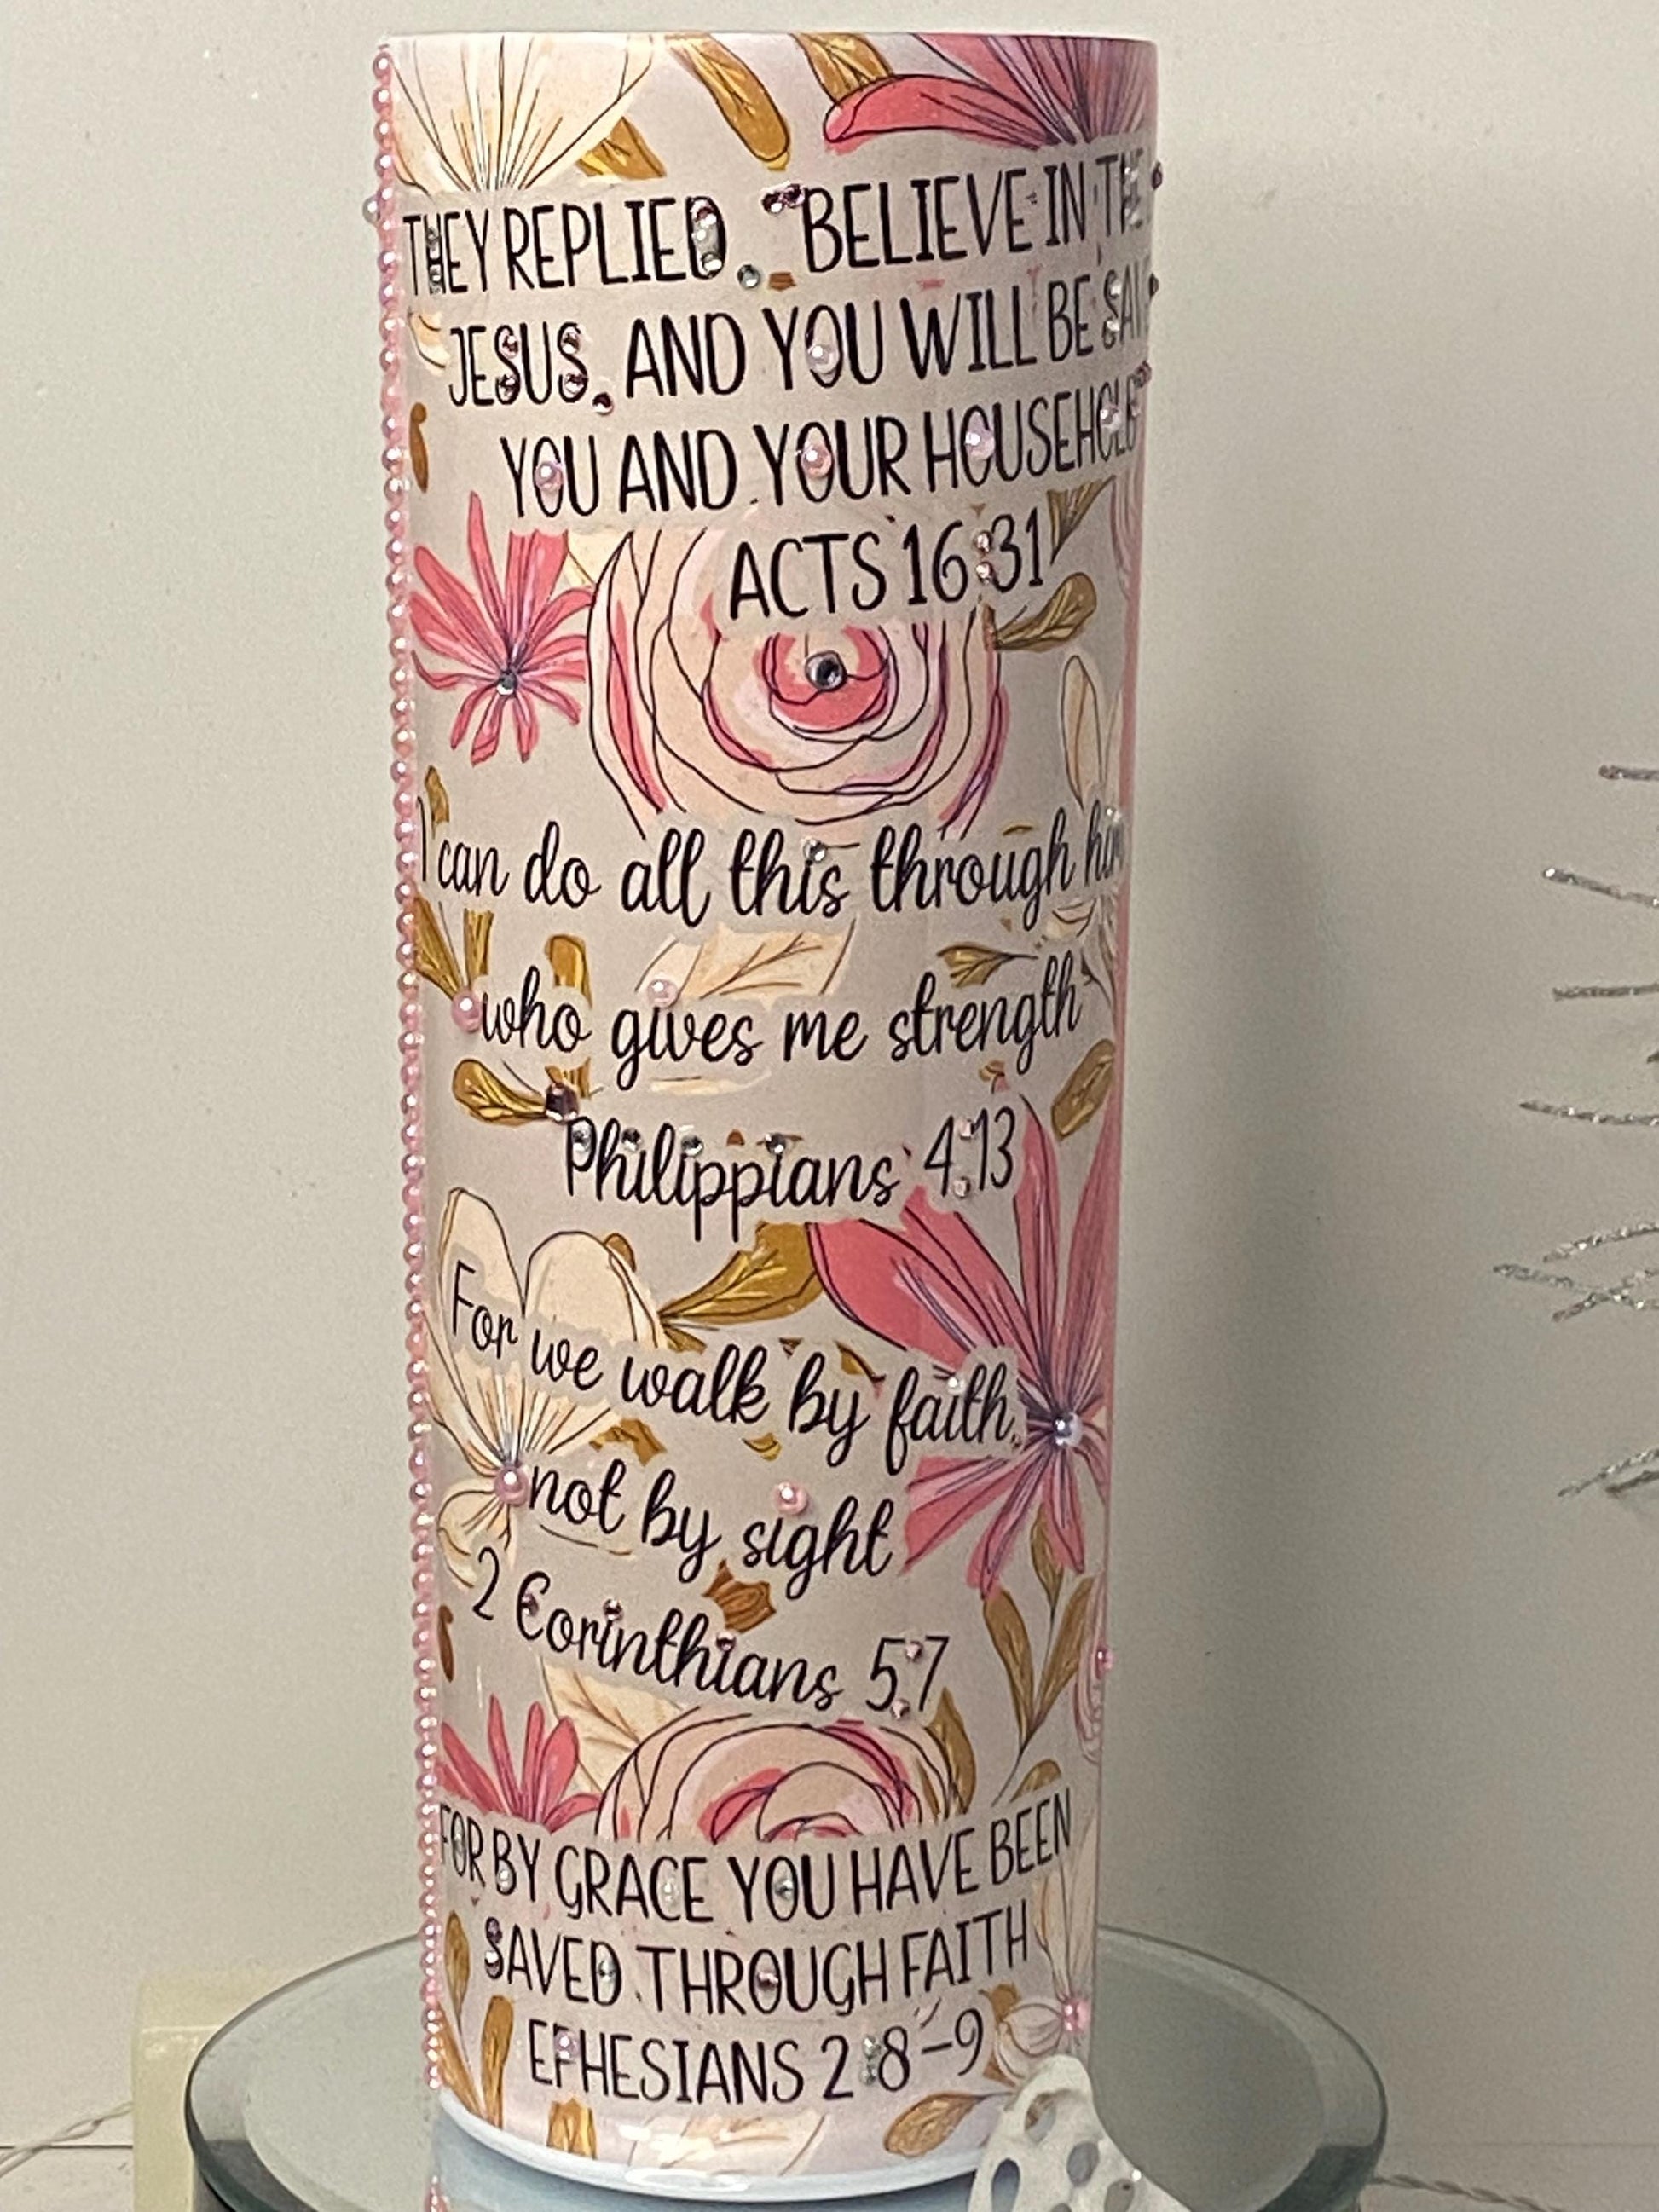 THEY REPLIED, "BELIEVE IN THE
JESUS, AND YOU WILL BE
YOU AND YOUR HOUSEHOLD"
ACTS 16:31
I can do all this through him
who gives me strength
Philippians 4:13
For we walk by faith,
not by sight
2 Corinthians 5:7
FOR BY GRACE YOU HAVE BEEN
SAVED THROUGH FAITH
EPHESIANS 2:8-9